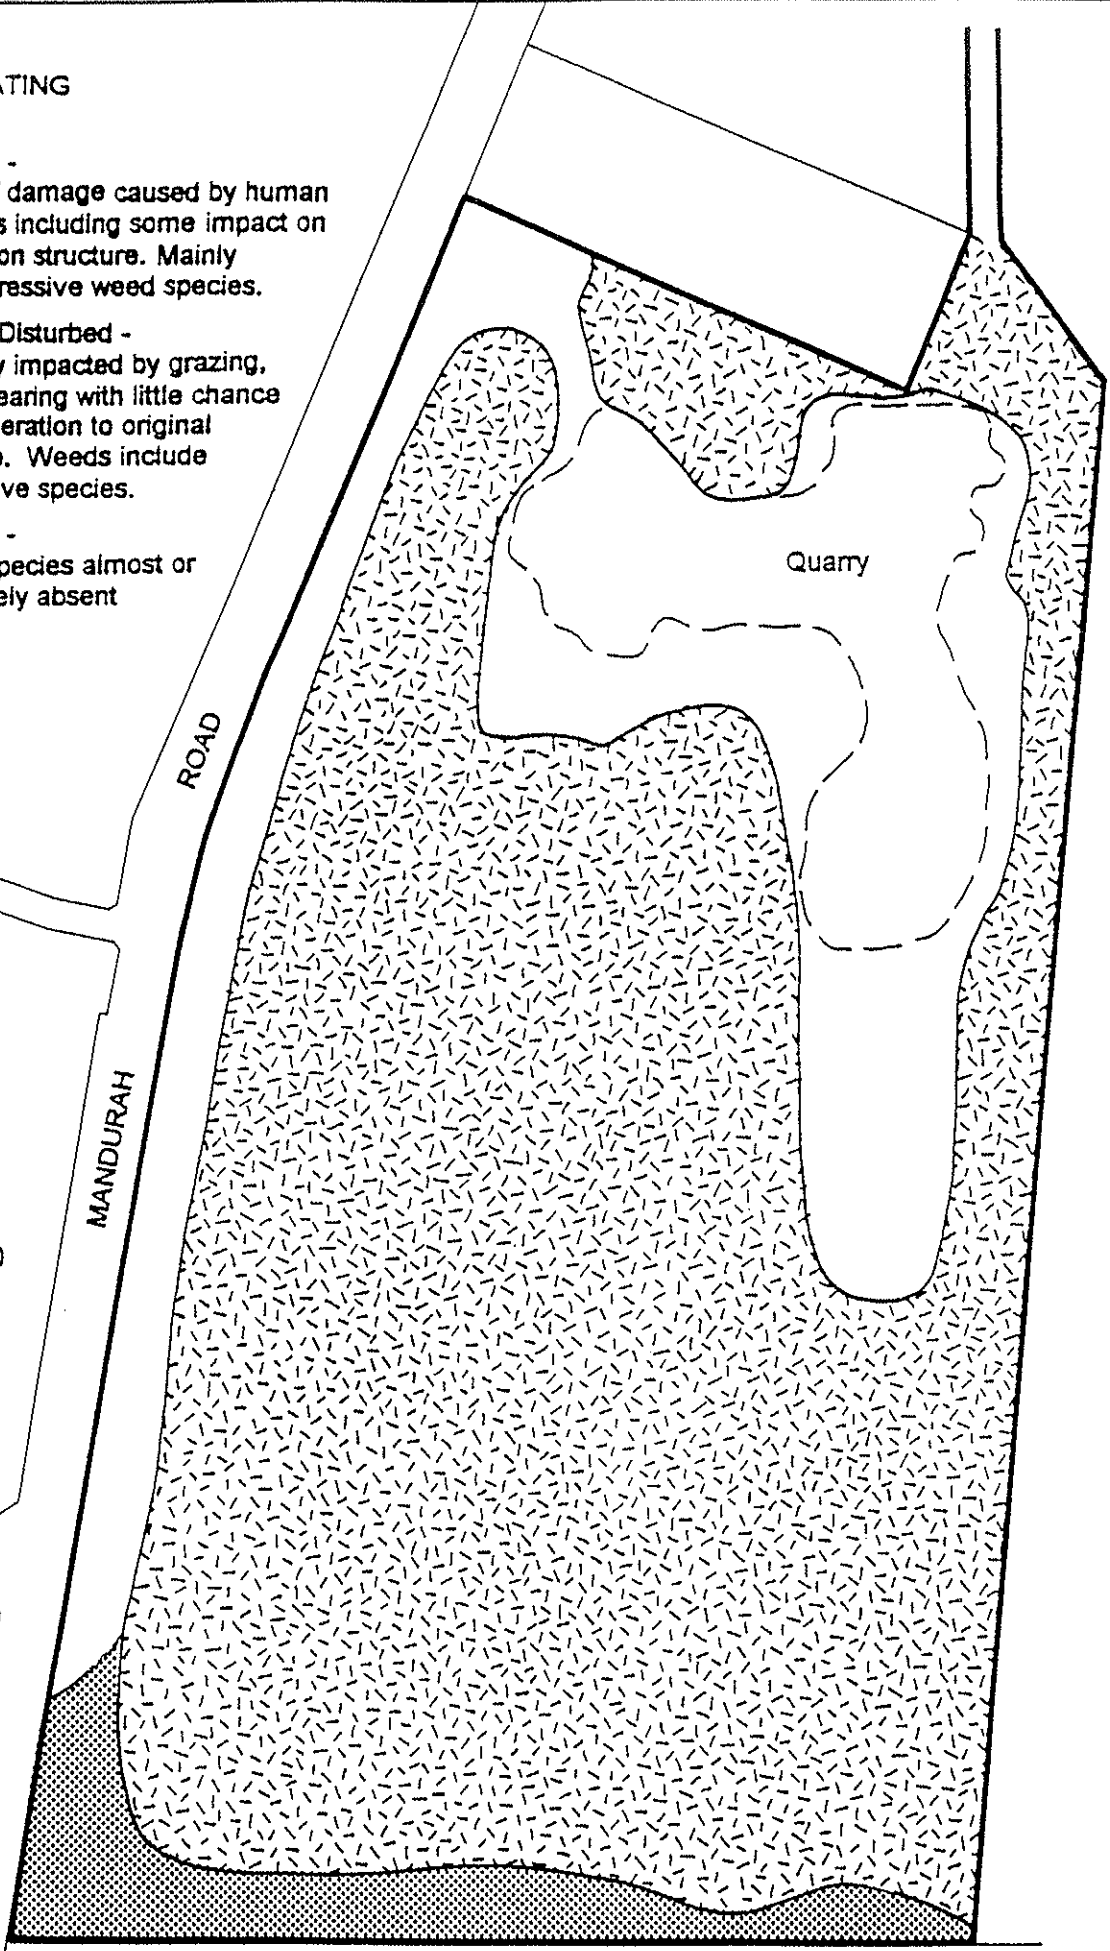 ATING
-
damage caused by human
s including some impact on
on structure. Mainly
ressive weed species.
Disturbed -
y impacted by grazing,
earing with little chance
eration to original
. Weeds include
ve species.
-
pecies almost or
ely absent
Quarry
ROAD
MANDURAH